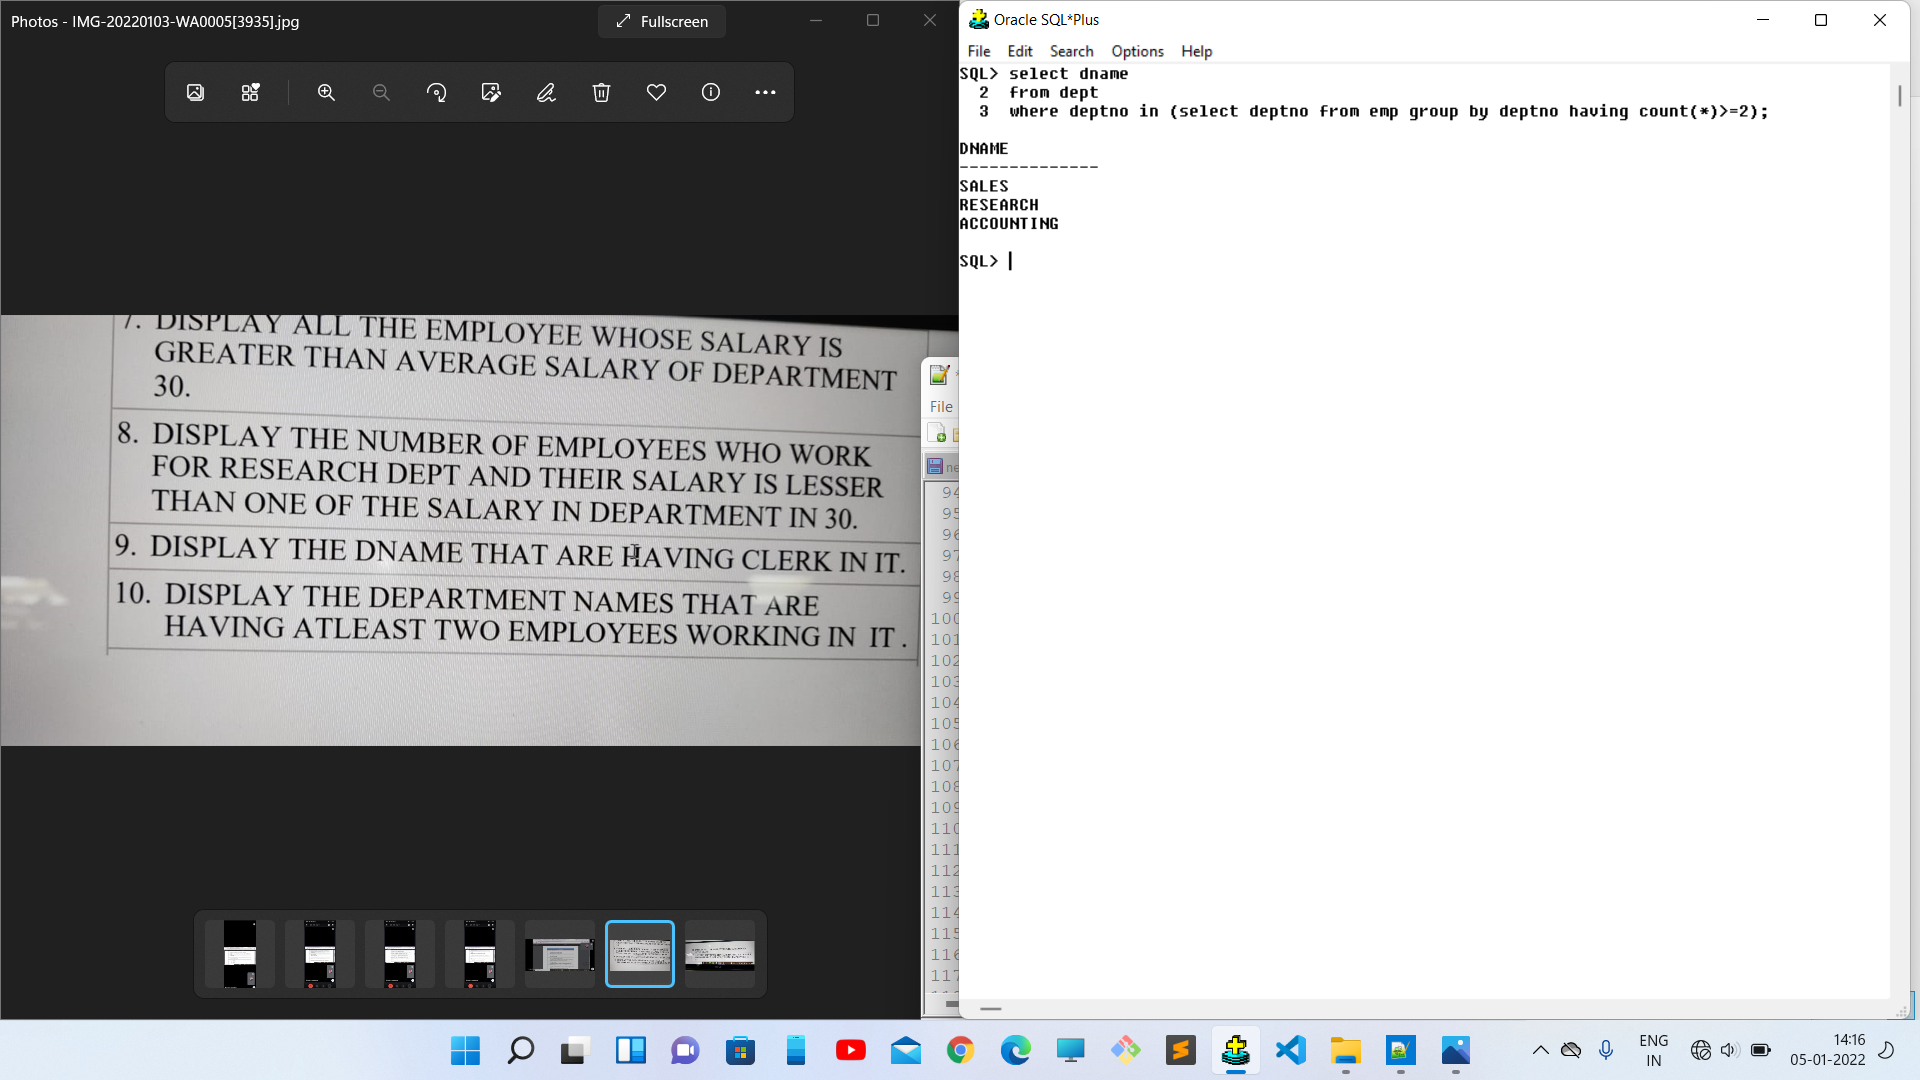 Photos - IMG-20220103-WA0005[3935].jpg
Fullscreen
7. DISPLAY ALL THE EMPLOYEE WHOSE SALARY IS
GREATER THAN AVERAGE SALARY OF DEPARTMENT
30.
8. DISPLAY THE NUMBER OF EMPLOYEES WHO WORK
FOR RESEARCH DEPT AND THEIR SALARY IS LESSER
THAN ONE OF THE SALARY IN DEPARTMENT IN 30.
9. DISPLAY THE DNAME THAT ARE HAVING CLERK IN IT.
10. DISPLAY THE DEPARTMENT NAMES THAT ARE
HAVING ATLEAST TWO EMPLOYEES WORKING IN IT .
File
ne
94
95
96
97
98
99
100
101
102
103
104
105
106
107
108
109
110
111
112
113
114
115
116
117
Oracle SQL*Plus
File Edit Search Options Help
SQL> select dname
2 from dept
3 where deptno in (select deptno from emp group by deptno having count(*)>=2);
DNAME
--------------
SALES
RESEARCH
ACCOUNTING
SQL>
ENG
IN
14:16
05-01-2022